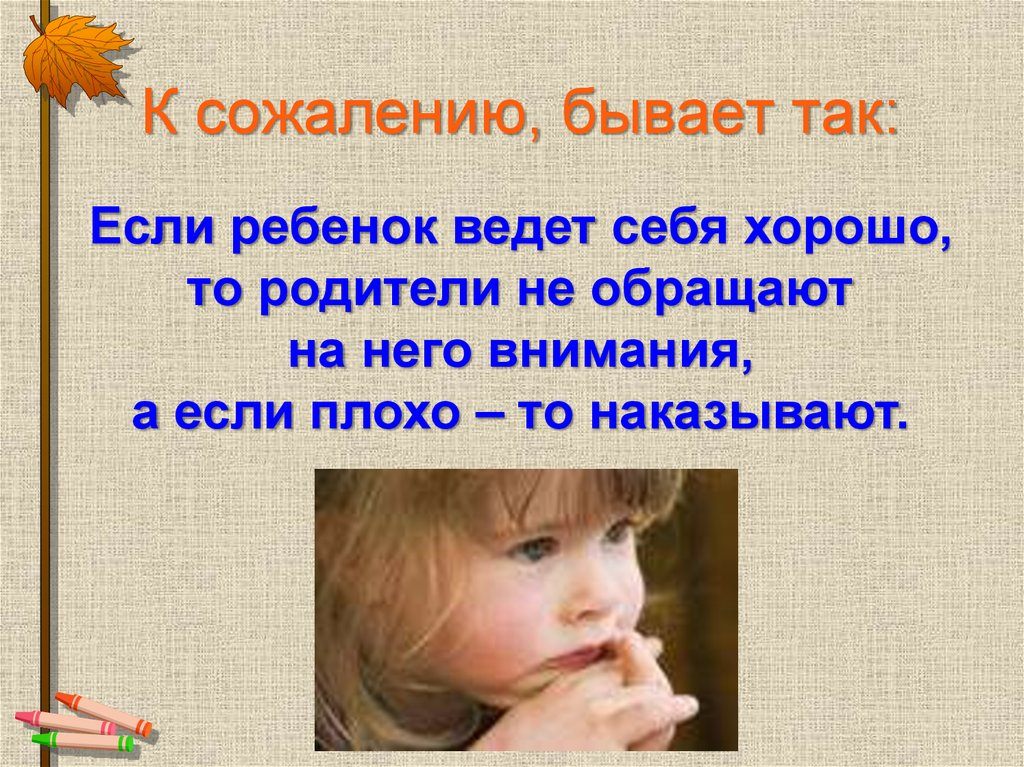 К сожалению, бывает так:
Если ребенок ведет себя хорошо,
то родители не обращают
на него внимания,
а если плохо – то наказывают.